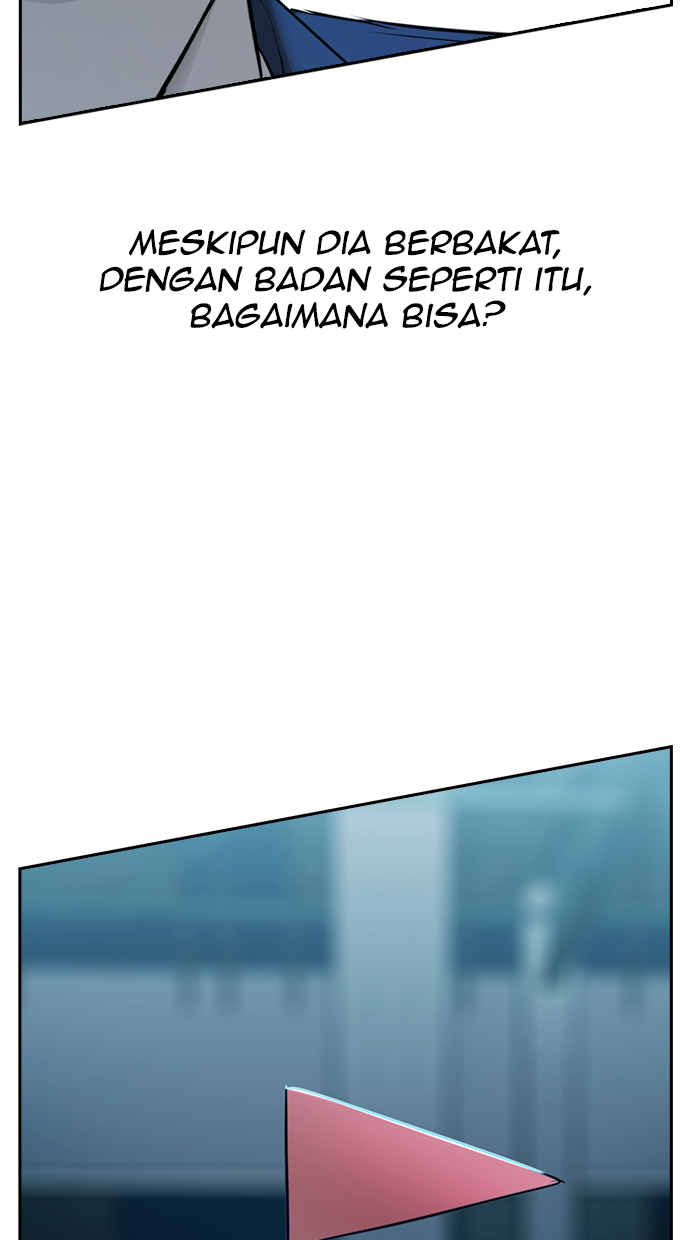 MESKIPUN DIA BERBAKAT,
DENGAN BADAN SEPERTI ITU,
BAGAIMANA BISA?